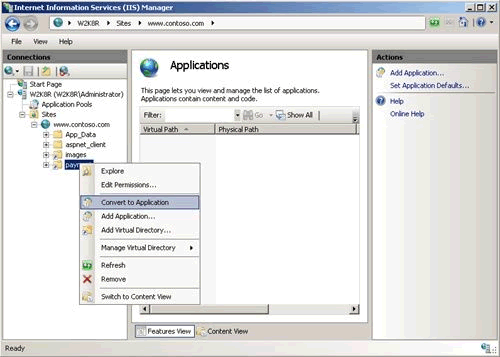 Internet Information Services (IIS) Manager
W2K8R
Sites
www.contoso.com
File View Help
Connections
Start Page
W2K8R (W2K8R\Administrator)
Application Pools
Sites
www.contoso.com
App_Data
aspnet_client
images
Explore
Edit Permissions...
Convert to Application
Add Application...
Add Virtual Directory...
Manage Virtual Directory
Refresh
Remove
Switch to Content View
Applications
This page lets you view and manage the list of applications.
Applications contain content and code.
Filter: Go Show All
Virtual Path Physical Path
Features View Content View
Actions
Add Application...
Set Application Defaults...
Help
Online Help
Ready